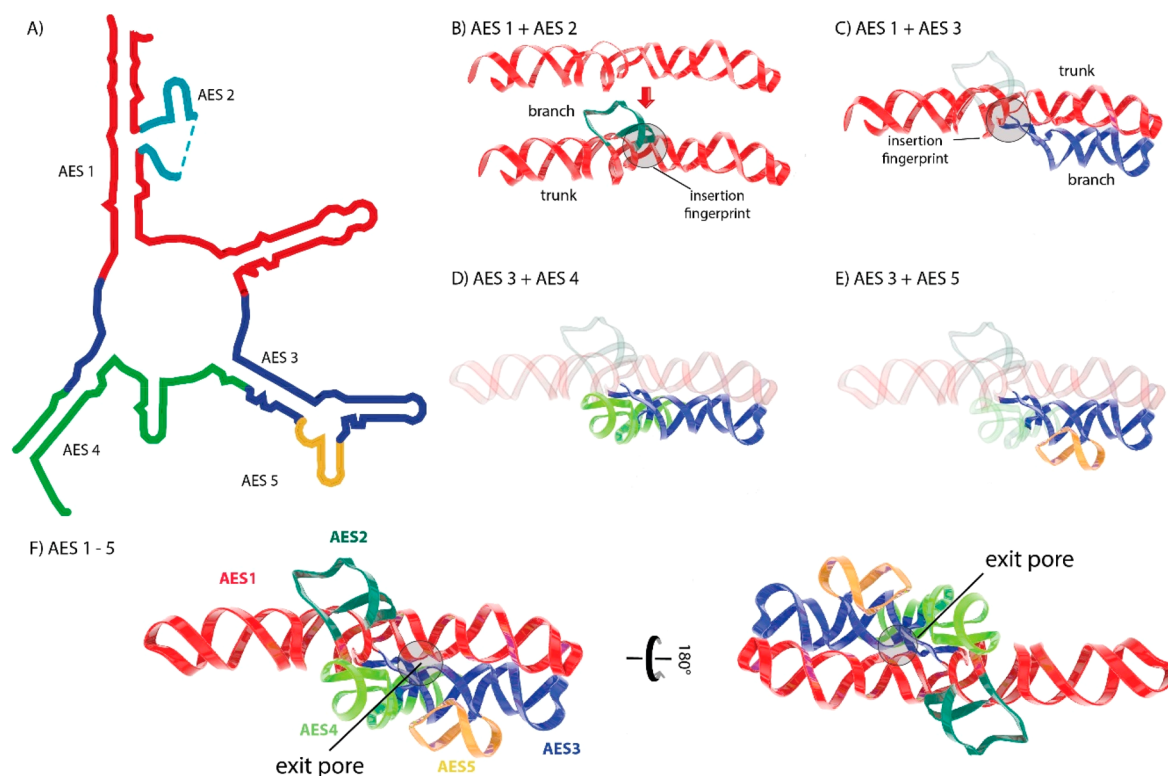 A)
AES 1
AES 2
AES 3
AES 4
AES 5
B) AES 1 + AES 2
branch
trunk
insertion
fingerprint
C) AES 1 + AES 3
trunk
insertion
fingerprint
branch
D) AES 3 + AES 4
E) AES 3 + AES 5
F) AES 1 - 5
AES2
AES1
AES4
AES5
AES3
exit pore
180°
exit pore